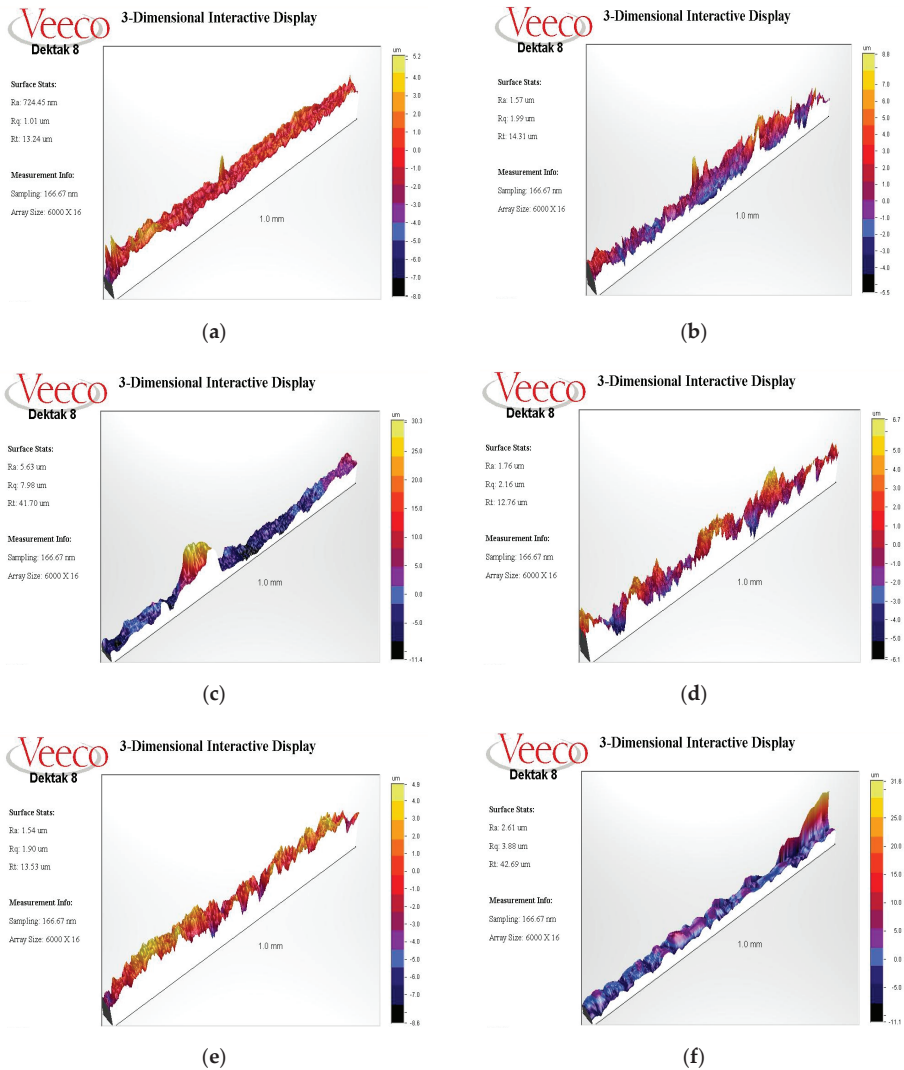 Veeco
Dektak 8
3-Dimensional Interactive Display
Surface Stats:
Ra: 724.45 nm
Rq: 1.01 um
Rt: 13.24 um
Measurement Info:
Sampling: 166.67 nm
Array Size: 6000 X 16
1.0 mm
um
5.2
4.0
3.0
2.0
1.0
0.0
-1.0
-2.0
-3.0
-4.0
-5.0
-6.0
-7.0
-8.0
(a)
Veeco
Dektak 8
3-Dimensional Interactive Display
Surface Stats:
Ra: 1.57 um
Rq: 1.99 um
Rt: 14.31 um
Measurement Info:
Sampling: 166.67 nm
Array Size: 6000 X 16
1.0 mm
um
8.8
7.0
6.0
5.0
4.0
3.0
2.0
1.0
0.0
-1.0
-2.0
-3.0
-4.0
-5.5
(b)
Veeco
Dektak 8
3-Dimensional Interactive Display
Surface Stats:
Ra: 5.63 um
Rq: 7.98 um
Rt: 41.70 um
Measurement Info:
Sampling: 166.67 nm
Array Size: 6000 X 16
1.0 mm
um
30.3
25.0
20.0
15.0
10.0
5.0
0.0
-5.0
-11.4
(c)
Veeco
Dektak 8
3-Dimensional Interactive Display
Surface Stats:
Ra: 1.76 um
Rq: 2.16 um
Rt: 12.76 um
Measurement Info:
Sampling: 166.67 nm
Array Size: 6000 X 16
1.0 mm
um
6.7
5.0
4.0
3.0
2.0
1.0
0.0
-1.0
-2.0
-3.0
-4.0
-5.0
-6.1
(d)
Veeco
Dektak 8
3-Dimensional Interactive Display
Surface Stats:
Ra: 1.54 um
Rq: 1.90 um
Rt: 13.53 um
Measurement Info:
Sampling: 166.67 nm
Array Size: 6000 X 16
1.0 mm
um
4.9
4.0
3.0
2.0
1.0
0.0
-1.0
-2.0
-3.0
-4.0
-5.0
-6.0
-7.0
-8.6
(e)
Veeco
Dektak 8
3-Dimensional Interactive Display
Surface Stats:
Ra: 2.61 um
Rq: 3.88 um
Rt: 42.69 um
Measurement Info:
Sampling: 166.67 nm
Array Size: 6000 X 16
1.0 mm
um
31.6
25.0
20.0
15.0
10.0
5.0
0.0
-5.0
-11.1
(f)